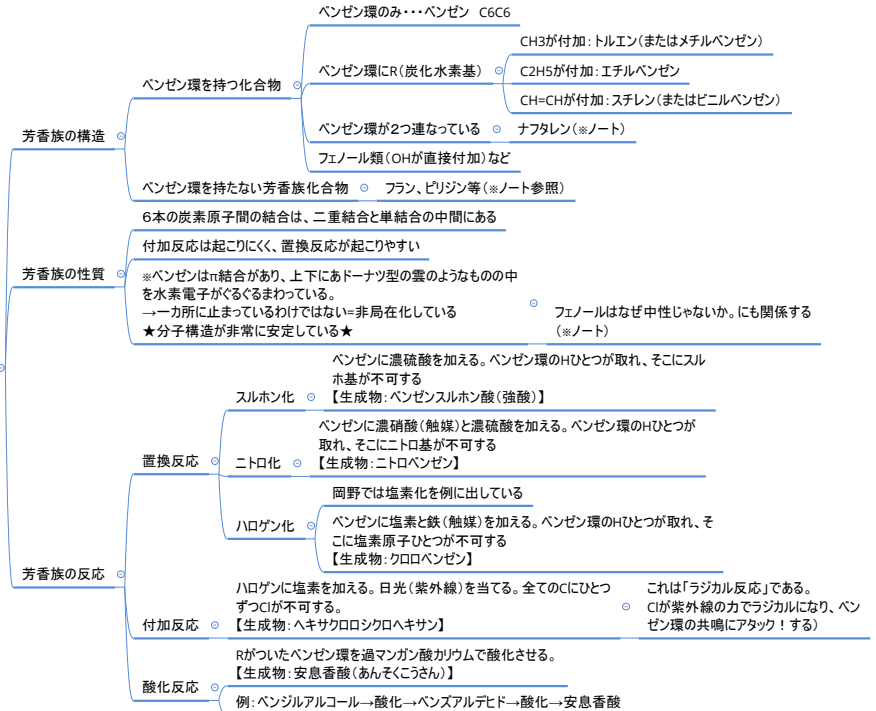 ベンゼン環のみ・・・ベンゼン C6C6
CH3が付加：トルエン（またはメチルベンゼン）
ベンゼン環にR（炭化水素基）
C2H5が付加：エチルベンゼン
ベンゼン環を持つ化合物
CH=CHが付加：スチレン（またはビニルベンゼン）
ベンゼン環が２つ連なっている
ナフタレン（※ノート）
芳香族の構造
フェノール類（OHが直接付加）など
ベンゼン環を持たない芳香族化合物
フラン、ピリジン等（※ノート参照）
６本の炭素原子間の結合は、二重結合と単結合の中間にある
付加反応は起こりにくく、置換反応が起こりやすい
芳香族の性質
※ベンゼンはπ結合があり、上下にあドーナツ型の雲のようなものの中
を水素電子がぐるぐるまわっている。
→一カ所に止まっているわけではない=非局在化している
★分子構造が非常に安定している★
フェノールはなぜ中性じゃないか。にも関係する
（※ノート）
ベンゼンに濃硫酸を加える。ベンゼン環のHひとつが取れ、そこにスル
ホ基が不可する
【生成物：ベンゼンスルホン酸（強酸）】
スルホン化
ベンゼンに濃硝酸（触媒）と濃硫酸を加える。ベンゼン環のHひとつが
取れ、そこにニトロ基が不可する
【生成物：ニトロベンゼン】
置換反応
ニトロ化
岡野では塩素化を例に出している
ハロゲン化
ベンゼンに塩素と鉄（触媒）を加える。ベンゼン環のHひとつが取れ、そ
こに塩素原子ひとつが不可する
【生成物：クロロベンゼン】
芳香族の反応
ハロゲンに塩素を加える。日光（紫外線）を当てる。全てのCにひとつ
ずつClが不可する。
【生成物：ヘキサクロロシクロヘキサン】
付加反応
これは「ラジカル反応」である。
Clが紫外線の力でラジカルになり、ベン
ゼン環の共鳴にアタック！する）
Rがついたベンゼン環を過マンガン酸カリウムで酸化させる。
【生成物：安息香酸（あんそくこうさん）】
酸化反応
例：ベンジルアルコール→酸化→ベンズアルデヒド→酸化→安息香酸